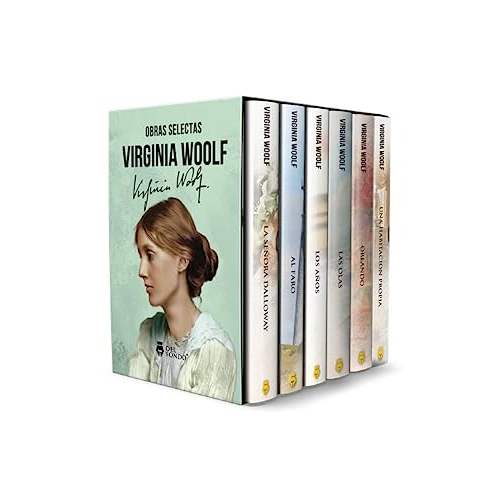 OBRAS SELECTAS
VIRGINIA WOOLF
Virginia Woolf.
DEL
FONDO
VIRGINIA WOOLF
LA SEÑORA DALLOWAY
VIRGINIA WOOLF
AL FARO
VIRGINIA WOOLF
LOS AÑOS
VIRGINIA WOOLF
LAS OLAS
VIRGINIA WOOLF
ORLANDO
VIRGINIA WOOLF
UNA HABITACIÓN PROPIA